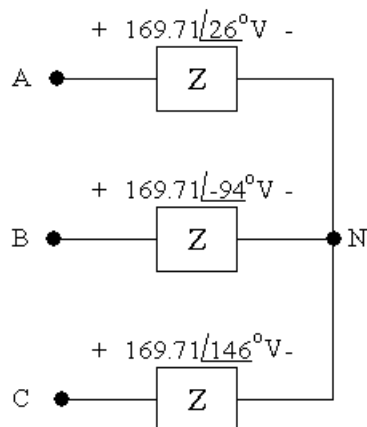 + 169.71/26°V -
A Z
+ 169.71/-94°V -
B Z N
+ 169.71/146°V -
C Z